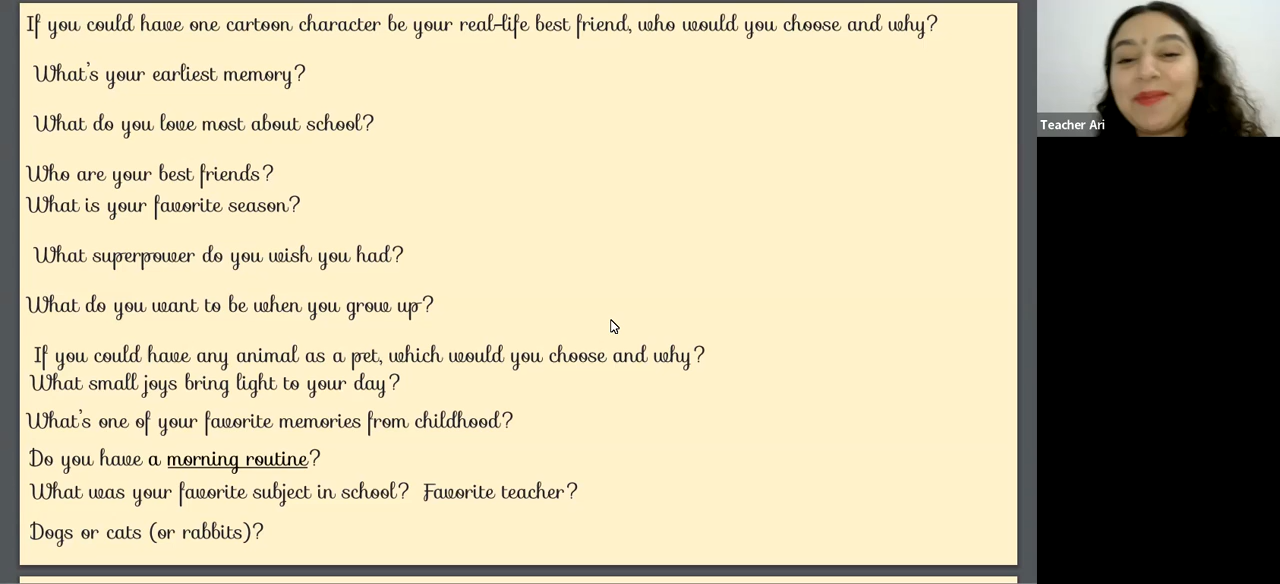 If you could have one cartoon character be your real-life best friend, who would you choose and why?
What's your earliest memory?
Teacher Ari
What do you love most about school?
Who are your best friends?
What is your favorite season?
What superpower do you wish you had?
What do you want to be when you grow up?
If you could have any animal as a pet, which would you choose and why?
What small joys bring light to your day?
What's one of your favorite memories from childhood?
Do you have a morning routine?
What was your favorite subject in school? Favorite teacher?
Dogs or cats (or rabbits)?